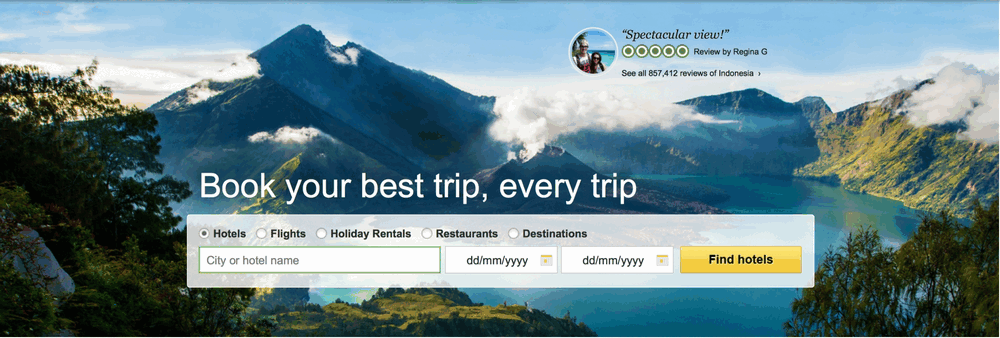 “Spectacular view!”
Review by Regina G
See all 857,412 reviews of Indonesia ›
Book your best trip, every trip
Hotels Flights Holiday Rentals Restaurants Destinations
City or hotel name dd/mm/yyyy dd/mm/yyyy Find hotels